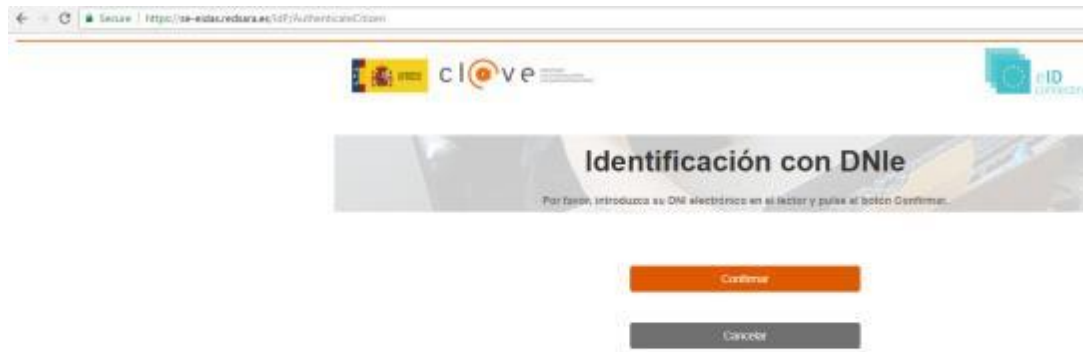 Secure | https://se-eidas.redsara.es/IdP/AuthenticateCitizen
cl@ve
eID
Identificación con DNIe
Por favor, introduzca su DNI electrónico en el lector y pulse el botón Confirmar.
Confirmar
Cancelar